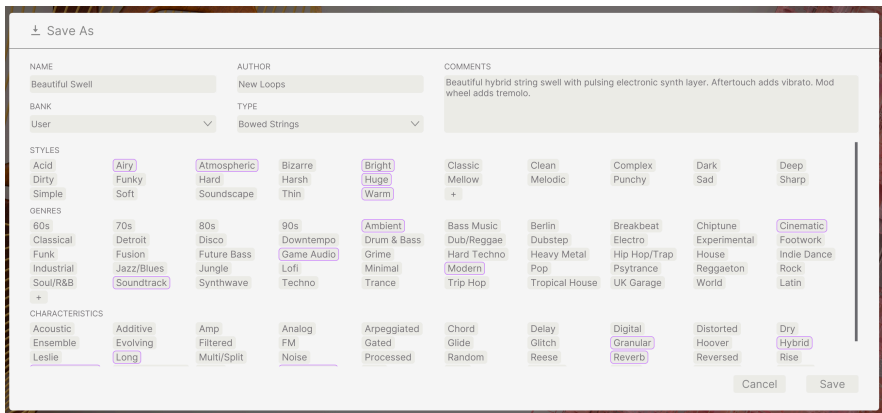 Save As
NAME AUTHOR COMMENTS
Beautiful Swell New Loops Beautiful hybrid string swell with pulsing electronic synth layer. Aftertouch adds vibrato. Mod
wheel adds tremolo.
BANK TYPE
User Bowed Strings
STYLES
Acid Airy Atmospheric Bizarre Bright Classic Clean Complex Dark Deep
Dirty Funky Hard Harsh Huge Mellow Melodic Punchy Sad Sharp
Simple Soft Soundscape Thin Warm +
GENRES
60s 70s 80s 90s Ambient Bass Music Berlin Breakbeat Chiptune Cinematic
Classical Detroit Disco Downtempo Drum & Bass Dub/Reggae Dubstep Electro Experimental Footwork
Funk Fusion Future Bass Game Audio Grime Hard Techno Heavy Metal Hip Hop/Trap House Indie Dance
Industrial Jazz/Blues Jungle Lofi Minimal Modern Pop Psytrance Reggaeton Rock
Soul/R&B Soundtrack Synthwave Techno Trance Trip Hop Tropical House UK Garage World Latin
+
CHARACTERISTICS
Acoustic Additive Amp Analog Arpeggiated Chord Delay Digital Distorted Dry
Ensemble Evolving Filtered FM Gated Glide Glitch Granular Hoover Hybrid
Leslie Long Multi/Split Noise Processed Random Reese Reverb Reversed Rise
Cancel Save